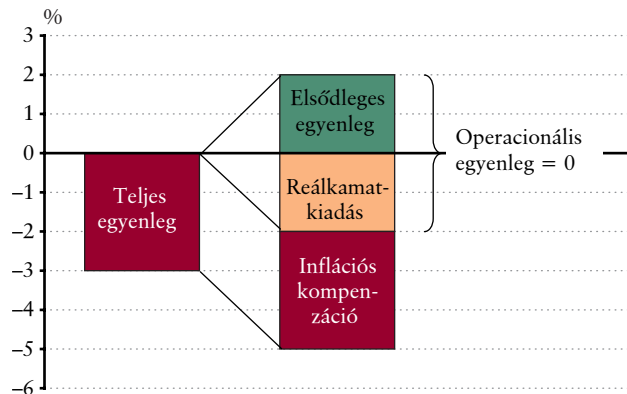 %
3
2
1
0
–1
–2
–3
–4
–5
–6
Teljes
egyenleg
Elsődleges
egyenleg
Reálkamat-
kiadás
Inflációs
kompen-
záció
Operacionális
egyenleg = 0